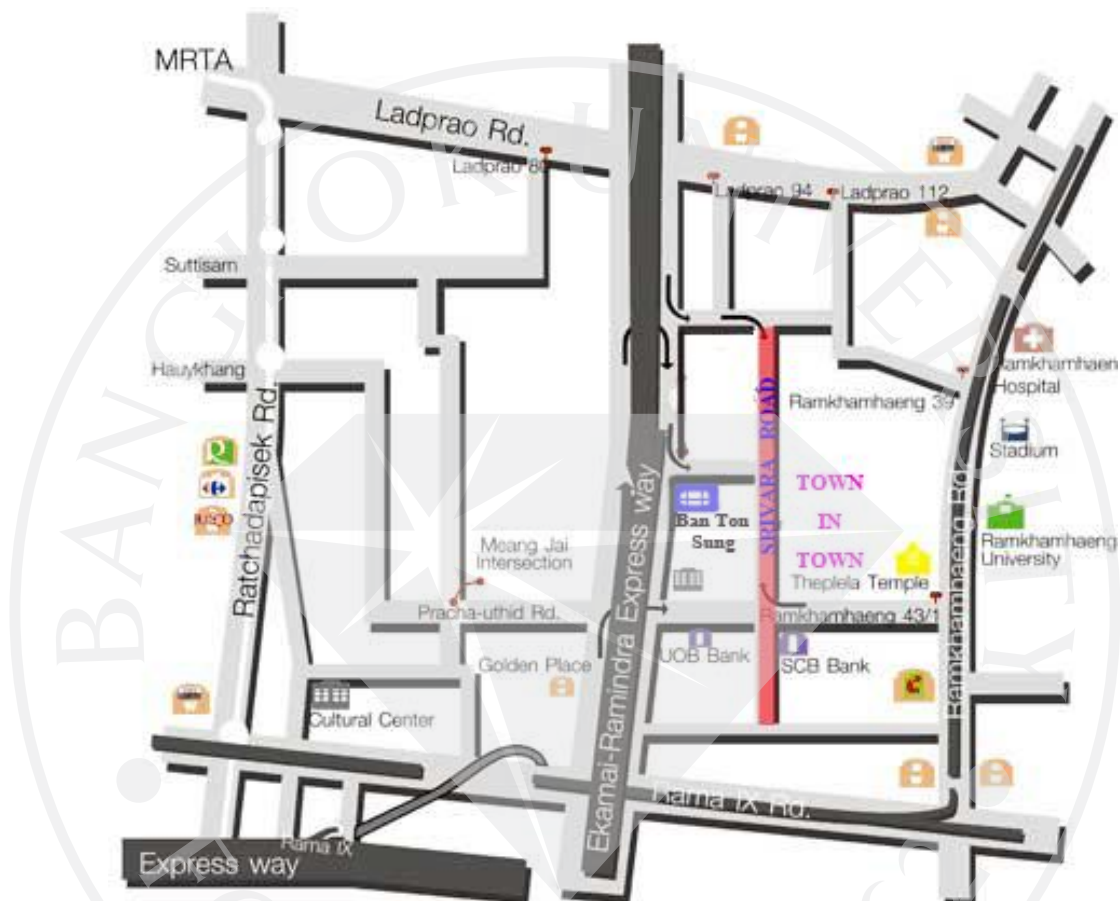 MRTA
Ladprao Rd.
Ladprao 80
Ladprao 94
Ladprao 112
Suttisarn
Hauykhang
Ratchadapisek Rd
Ramkhamhaeng 39
Ramkhamhaen
Hospital
Stadium
SRIVARA ROAD
TOWN
IN
TOWN
Ban Ton
Sung
Ekamai-Ramindra Express way
Meang Jai
Intersection
Ramkhamhaeng
University
Theplela Temple
Pracha-uthid Rd.
Ramkhamhaeng 43/1
Ramkhamhaeng Rd.
Golden Place
UOB Bank
SCB Bank
Cultural Center
Rama IX Rd.
Rama IX
Express way
BANGKOK UNIVERSITY